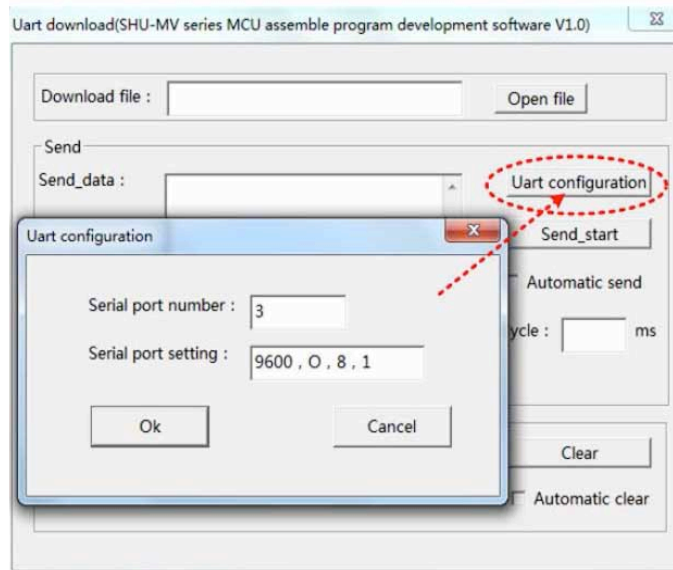 Uart download(SHU-MV series MCU assemble program development software V1.0)
Download file :
Open file
Send
Send_data :
Uart configuration
Uart configuration
Send_start
Serial port number :
3
Automatic send
Serial port setting :
9600 , O , 8 , 1
ycle :
ms
Ok
Cancel
Clear
Automatic clear